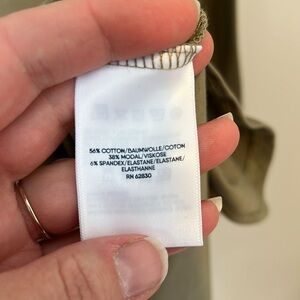 56% COTTON/BAUMWOLLE/COTON
38% MODAL/VISKOSE
6% SPANDEX/ELASTANE/ELASTANE/
ELASTHANNE
RN 62830